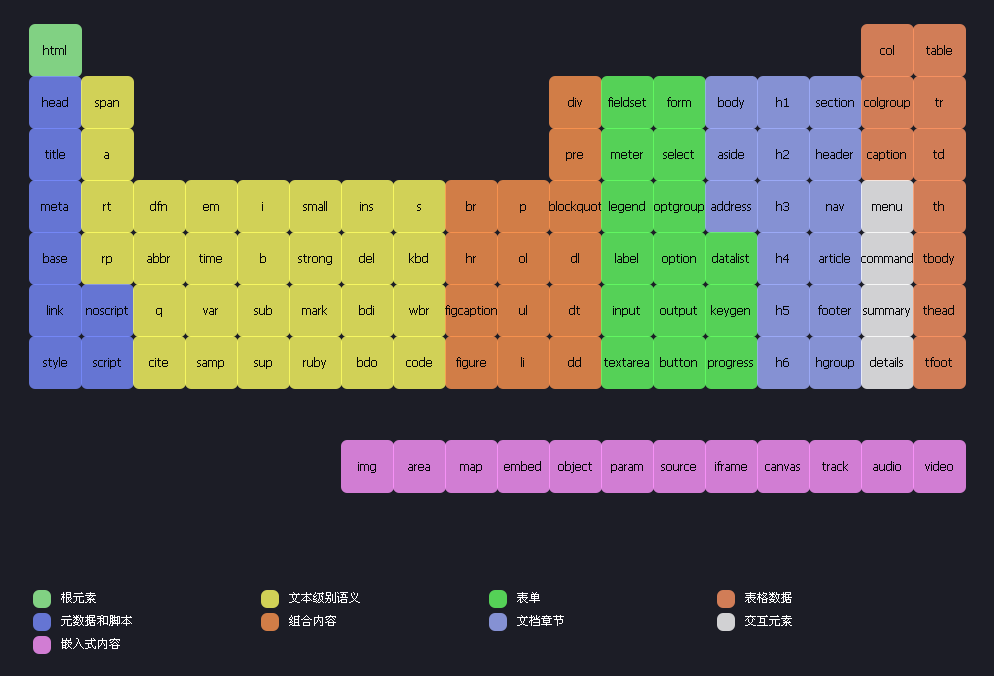 html col table
head span div fieldset form body h1 section colgroup tr
title a pre meter select aside h2 header caption td
meta rt dfn em i small ins s br p blockquot legend optgroup address h3 nav menu th
base rp abbr time b strong del kbd hr ol dl label option datalist h4 article command tbody
link noscript q var sub mark bdi wbr figcaption ul dt input output keygen h5 footer summary thead
style script cite samp sup ruby bdo code figure li dd textarea button progress h6 hgroup details tfoot
img area map embed object param source iframe canvas track audio video
根元素 文本级别语义 表单 表格数据
元数据和脚本 组合内容 文档章节 交互元素
嵌入式内容